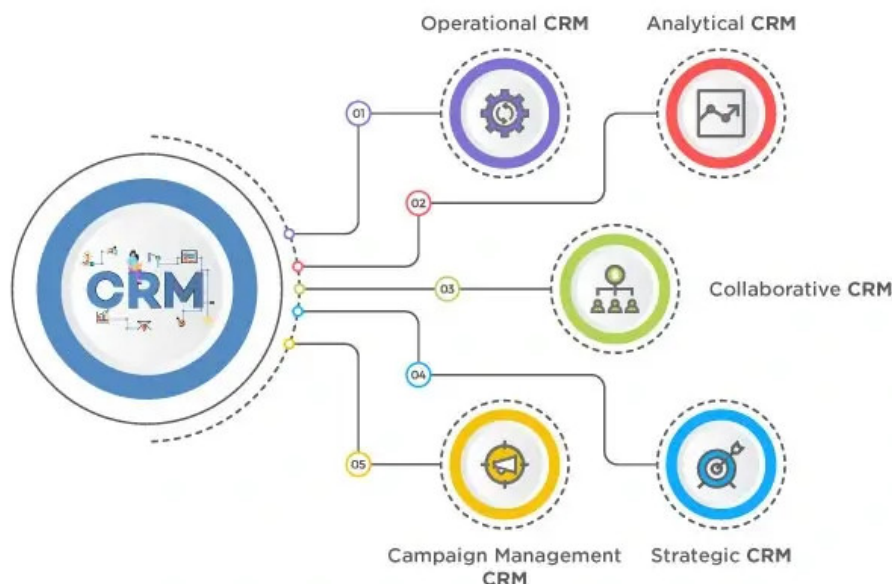 Operational CRM
Analytical CRM
01
02
CRM
03
Collaborative CRM
04
05
Campaign Management
CRM
Strategic CRM